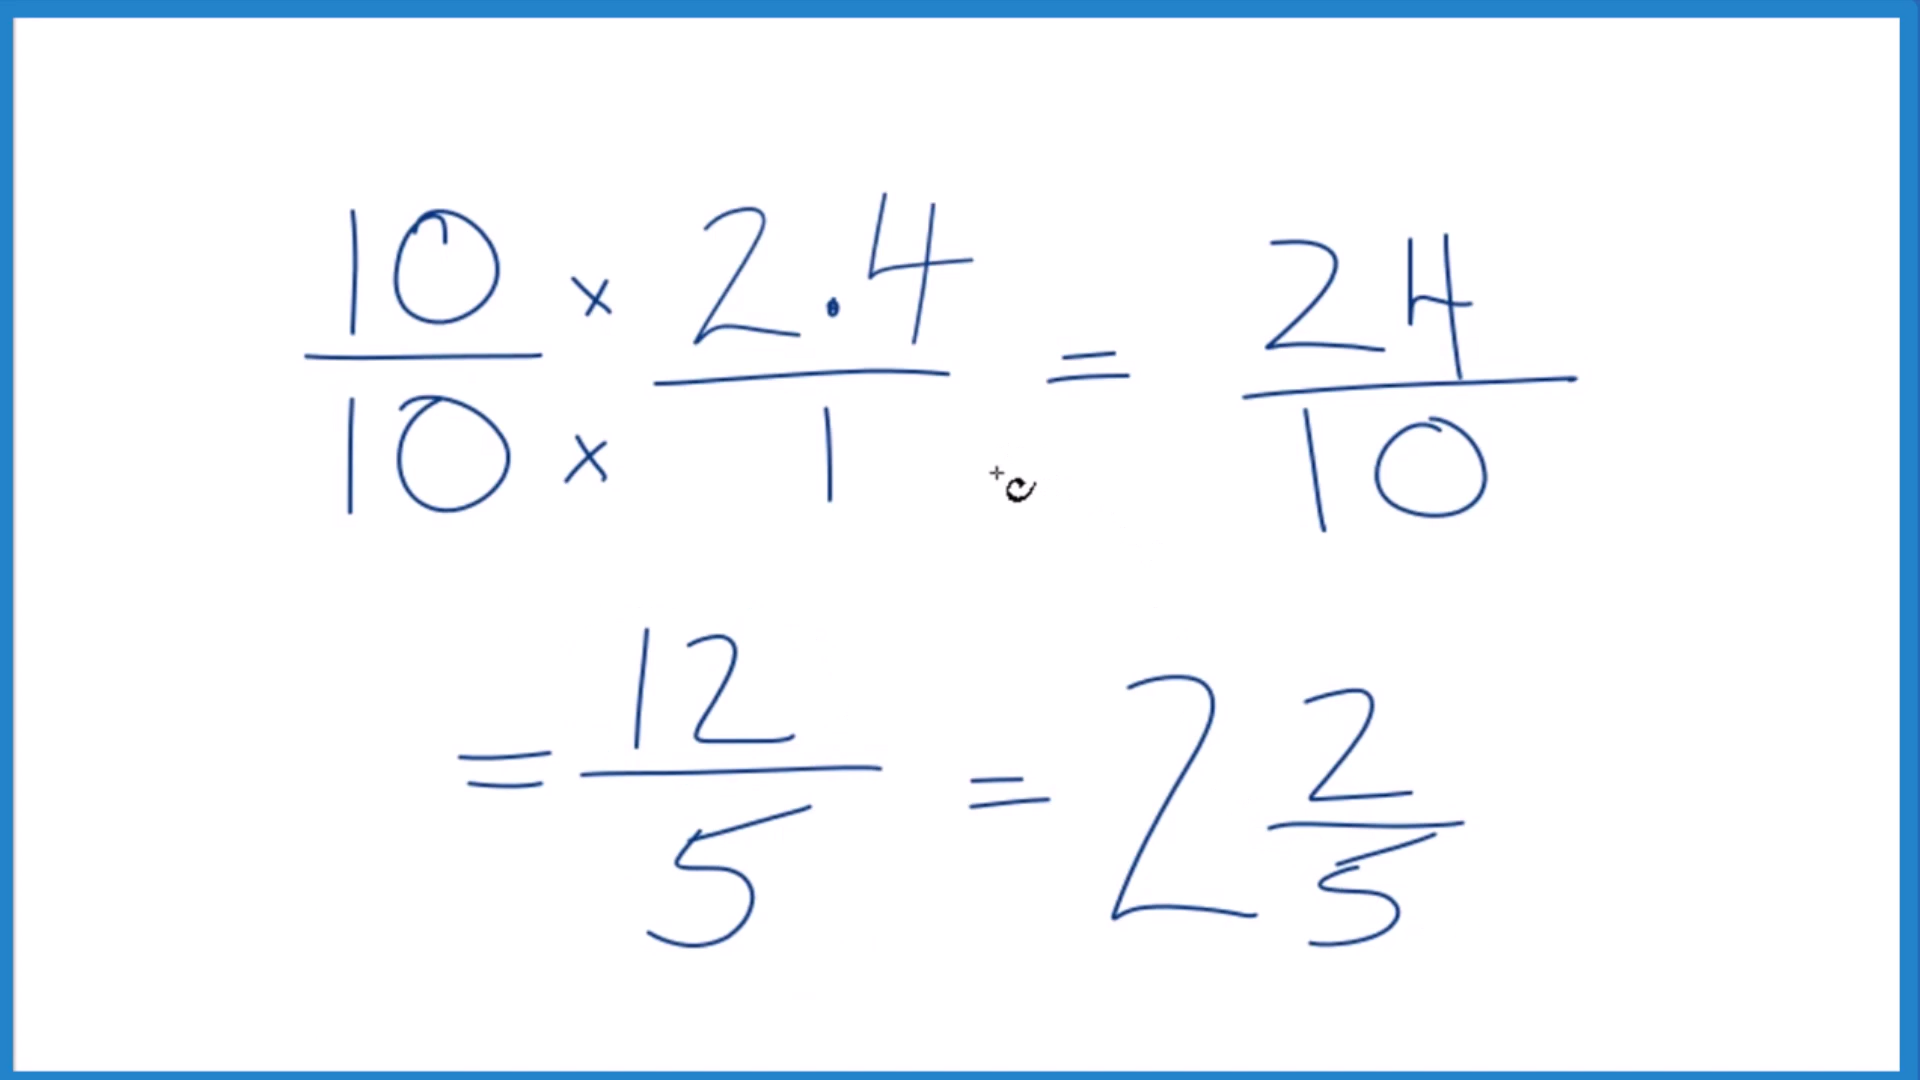 10/10 × 2.4/× 1 = 24/10
= 12/5 = 2 2/5